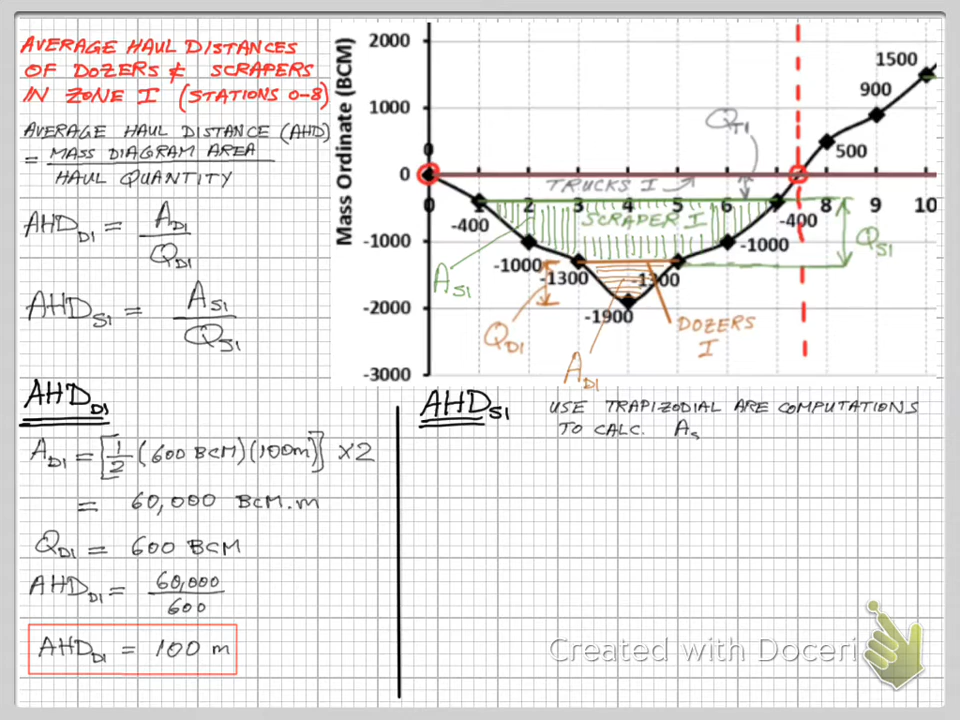 AVERAGE HAUL DISTANCES
OF DOZERS & SCRAPERS
IN ZONE I (STATIONS 0-8)
AVERAGE HAUL DISTANCE (AHD)
= MASS DIAGRAM AREA
HAUL QUANTITY
AHD_D1 = A_D1
Q_D1
AHD_S1 = A_S1
Q_S1
Mass Ordinate (BCM)
2000
1000
0
-1000
-2000
-3000
0 1 2 3 4 5 6 7 8 9 10
0
-400
-1000
-1300
-1900
-1300
-1000
-400
500
900
1500
Q_T1
TRUCKS I
SCRAPER I
A_S1
Q_S1
Q_D1
DOZERS
I
A_D1
AHD_D1
A_D1 = [1/2 (600 BCM)(100m)] X2
= 60,000 BCM.m
Q_D1 = 600 BCM
AHD_D1 = 60,000
600
AHD_D1 = 100 m
AHD_S1 USE TRAPIZODIAL ARE COMPUTATIONS
TO CALC. A_S
Created with Doceri